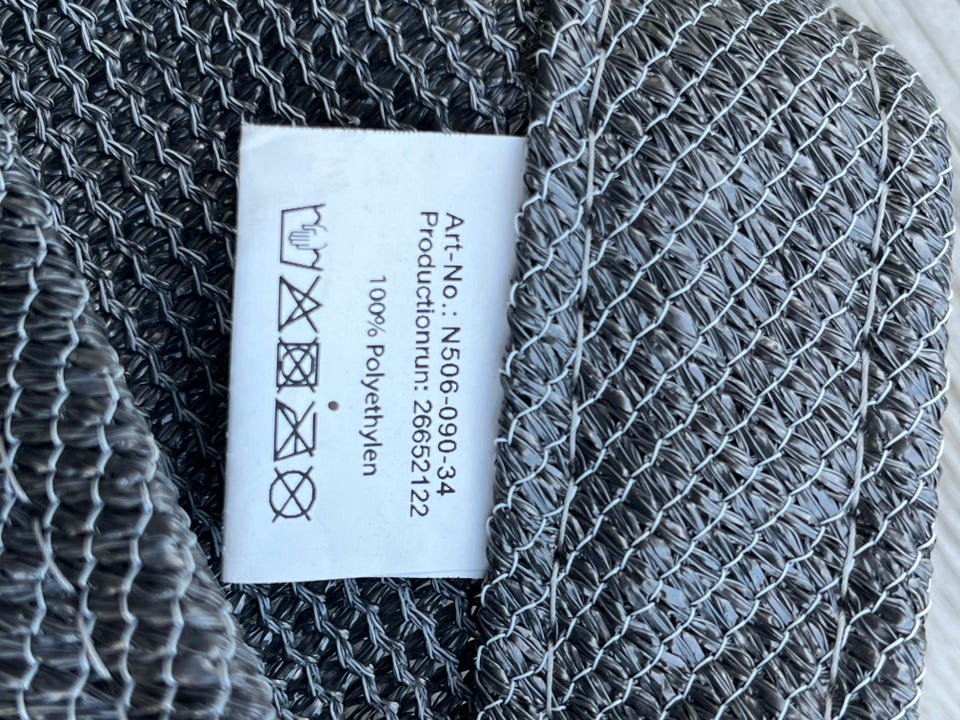 Art-No.: N506-090-34
Productionrun: 26652122
100% Polyethylen